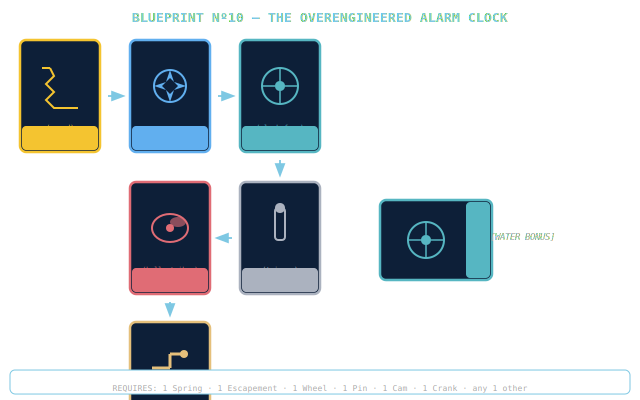 BLUEPRINT Nº10 — THE OVERENGINEERED ALARM CLOCK
[WATER BONUS]
REQUIRES: 1 Spring · 1 Escapement · 1 Wheel · 1 Pin · 1 Cam · 1 Crank · any 1 other